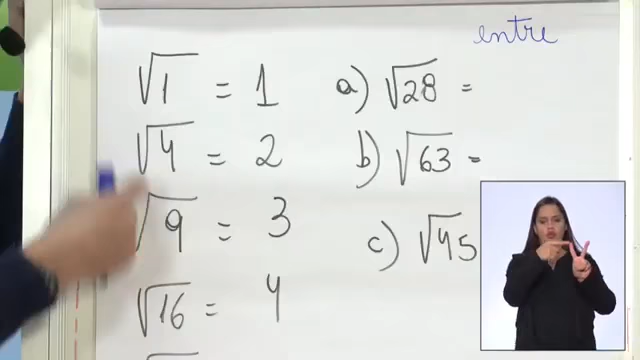 entre
√1 = 1
a) √28 =
√4 = 2
b) √63 =
√9 = 3
c) √45
√16 = 4